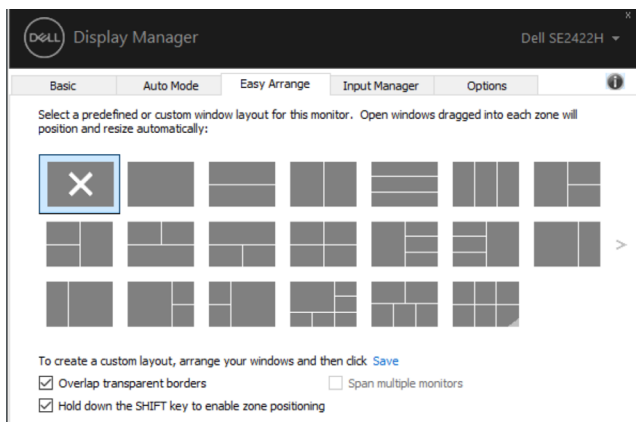 x
DELL Display Manager Dell SE2422H
Basic Auto Mode Easy Arrange Input Manager Options i
Select a predefined or custom window layout for this monitor. Open windows dragged into each zone will
position and resize automatically:
To create a custom layout, arrange your windows and then click Save
Overlap transparent borders Span multiple monitors
Hold down the SHIFT key to enable zone positioning